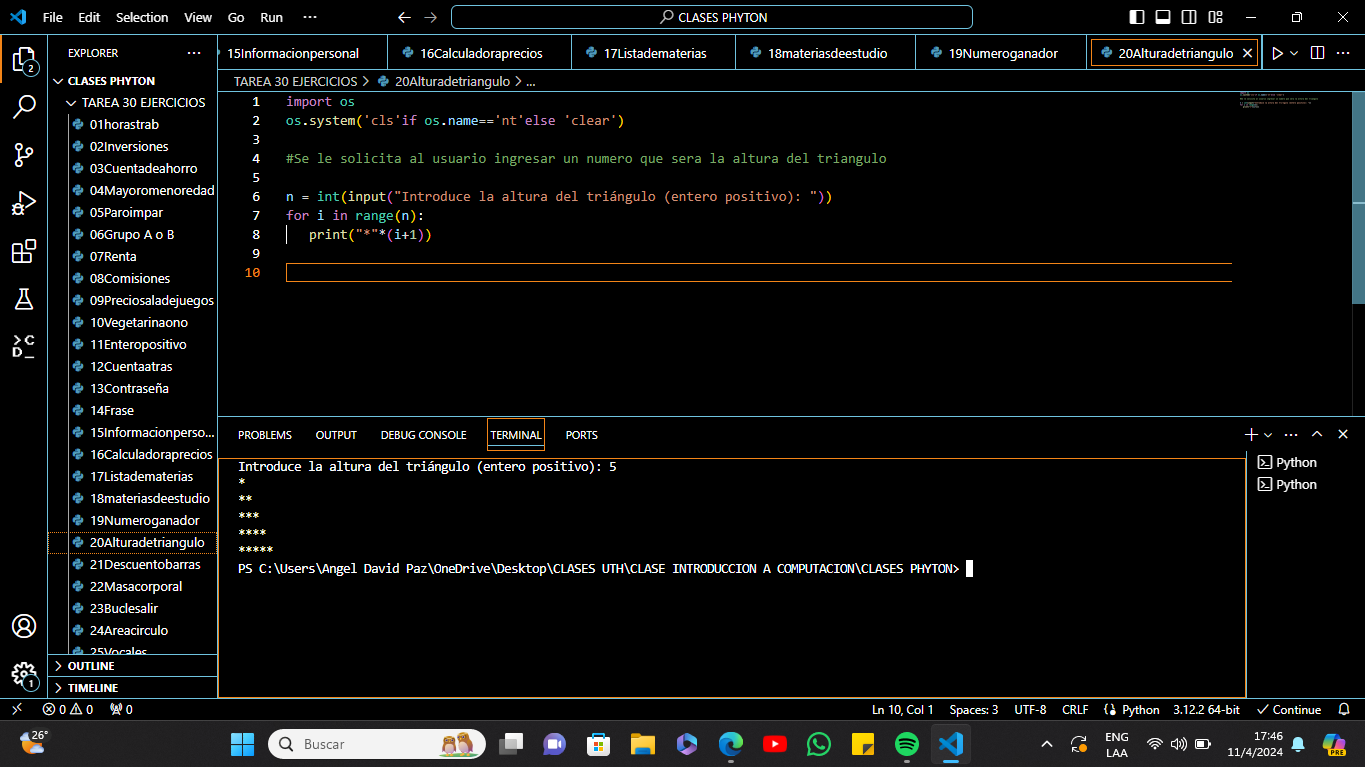 File Edit Selection View Go Run ···
CLASES PHYTON
EXPLORER ···
CLASES PHYTON
TAREA 30 EJERCICIOS
01horastrab
02Inversiones
03Cuentadeahorro
04Mayoromenoredad
05Paroimpar
06Grupo A o B
07Renta
08Comisiones
09Preciosaladejuegos
10Vegetarinaono
11Enteropositivo
12Cuentaatras
13Contraseña
14Frase
15Informacionperso...
16Calculadoraprecios
17Listadematerias
18materiasdeestudio
19Numeroganador
20Alturadetriangulo
21Descuentobarras
22Masacorporal
23Buclesalir
24Areacirculo
25Vocales
OUTLINE
TIMELINE
2
1
15Informacionpersonal 16Calculadoraprecios 17Listadematerias 18materiasdeestudio 19Numeroganador 20Alturadetriangulo
TAREA 30 EJERCICIOS > 20Alturadetriangulo > ...
1 import os
2 os.system('cls'if os.name=='nt'else 'clear')
3
4 #Se le solicita al usuario ingresar un numero que sera la altura del triangulo
5
6 n = int(input("Introduce la altura del triángulo (entero positivo): "))
7 for i in range(n):
8 print("*"*(i+1))
9
10
PROBLEMS OUTPUT DEBUG CONSOLE TERMINAL PORTS
Introduce la altura del triángulo (entero positivo): 5
*
**
***
****
*****
PS C:\Users\Angel David Paz\OneDrive\Desktop\CLASES UTH\CLASE INTRODUCCION A COMPUTACION\CLASES PHYTON>
Python
Python
0 0 0 Ln 10, Col 1 Spaces: 3 UTF-8 CRLF Python 3.12.2 64-bit Continue
26°
Buscar
PRE
ENG
LAA
17:46
11/4/2024